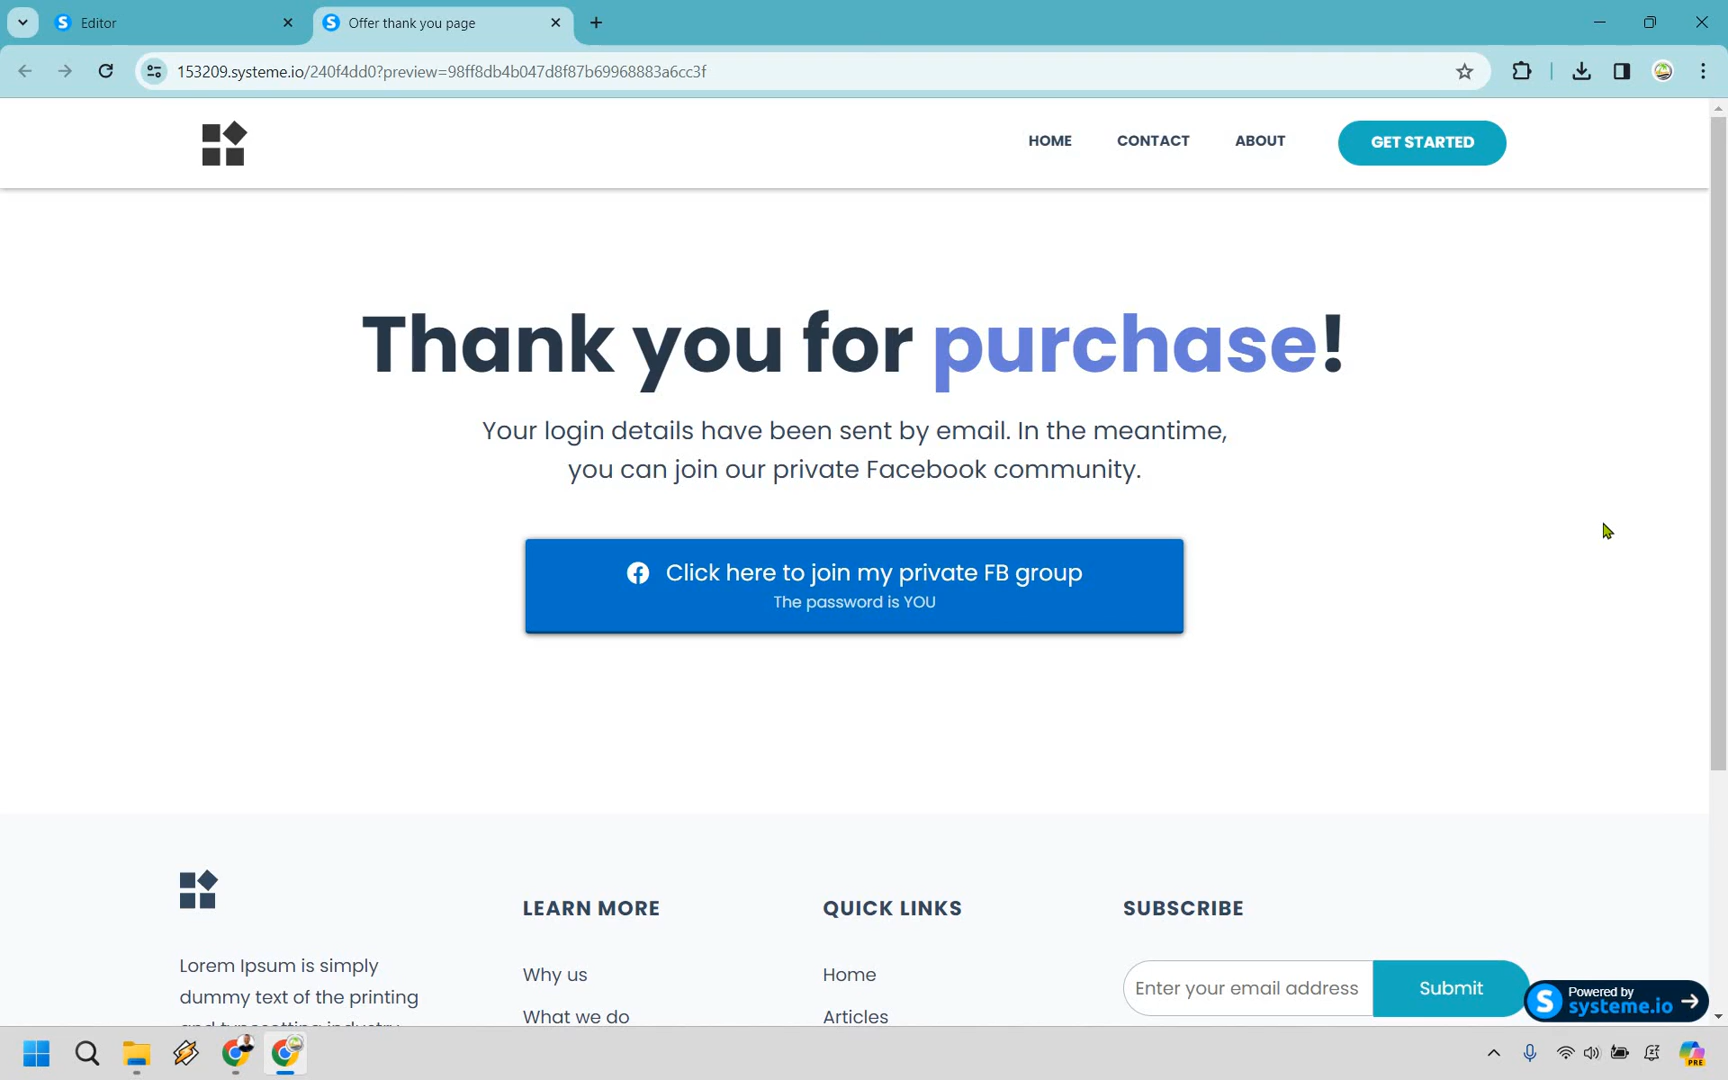 Editor
Offer thank you page
153209.systeme.io/240f4dd0?preview=98ff8db4b047d8f87b69968883a6cc3f
HOME
CONTACT
ABOUT
GET STARTED
Thank you for purchase!
Your login details have been sent by email. In the meantime,
you can join our private Facebook community.
Click here to join my private FB group
The password is YOU
LEARN MORE
QUICK LINKS
SUBSCRIBE
Lorem Ipsum is simply
dummy text of the printing
and typesetting industry.
Why us
What we do
Home
Articles
Enter your email address
Submit
Powered by
systeme.io
PRE